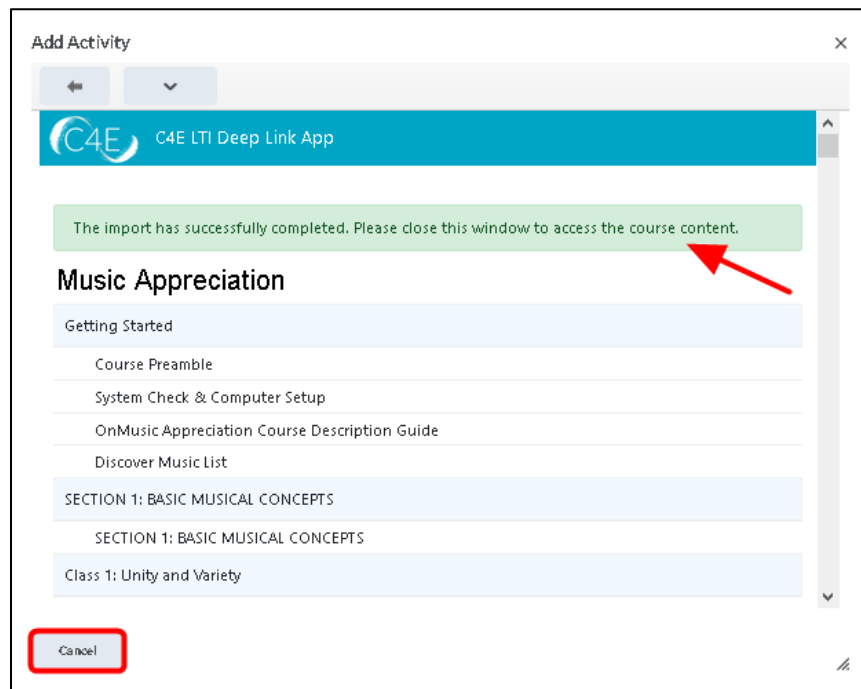 Add Activity
C4E C4E LTI Deep Link App
The import has successfully completed. Please close this window to access the course content.
Music Appreciation
Getting Started
Course Preamble
System Check & Computer Setup
OnMusic Appreciation Course Description Guide
Discover Music List
SECTION 1: BASIC MUSICAL CONCEPTS
SECTION 1: BASIC MUSICAL CONCEPTS
Class 1: Unity and Variety
Cancel